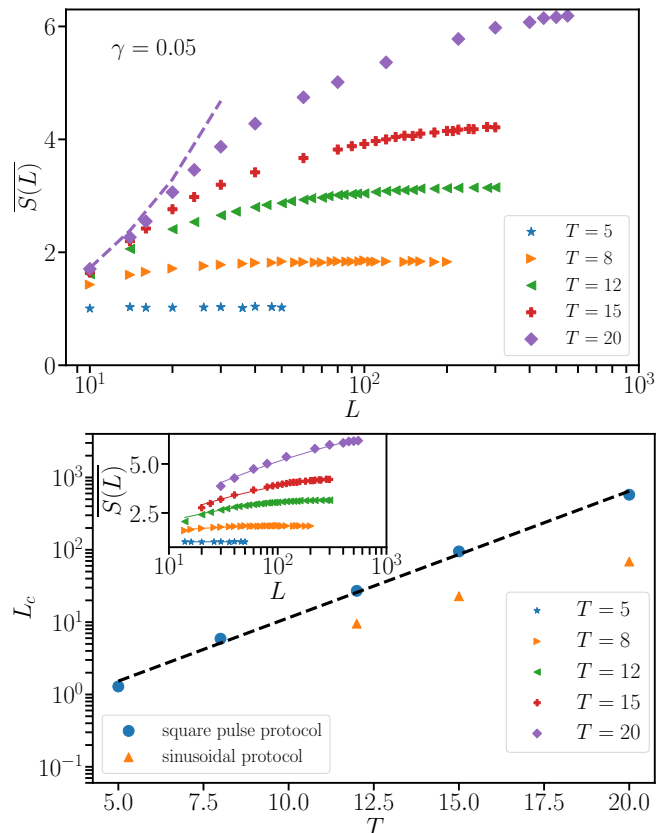 6
γ = 0.05
4
S(L)
2
T = 5
T = 8
T = 12
T = 15
T = 20
0
10¹
10²
10³
L
10³
5.0
S(L)
2.5
10¹
10²
10³
L
10²
L_c
10¹
T = 5
T = 8
T = 12
T = 15
T = 20
10⁰
square pulse protocol
sinusoidal protocol
10⁻¹
5.0
7.5
10.0
12.5
15.0
17.5
20.0
T